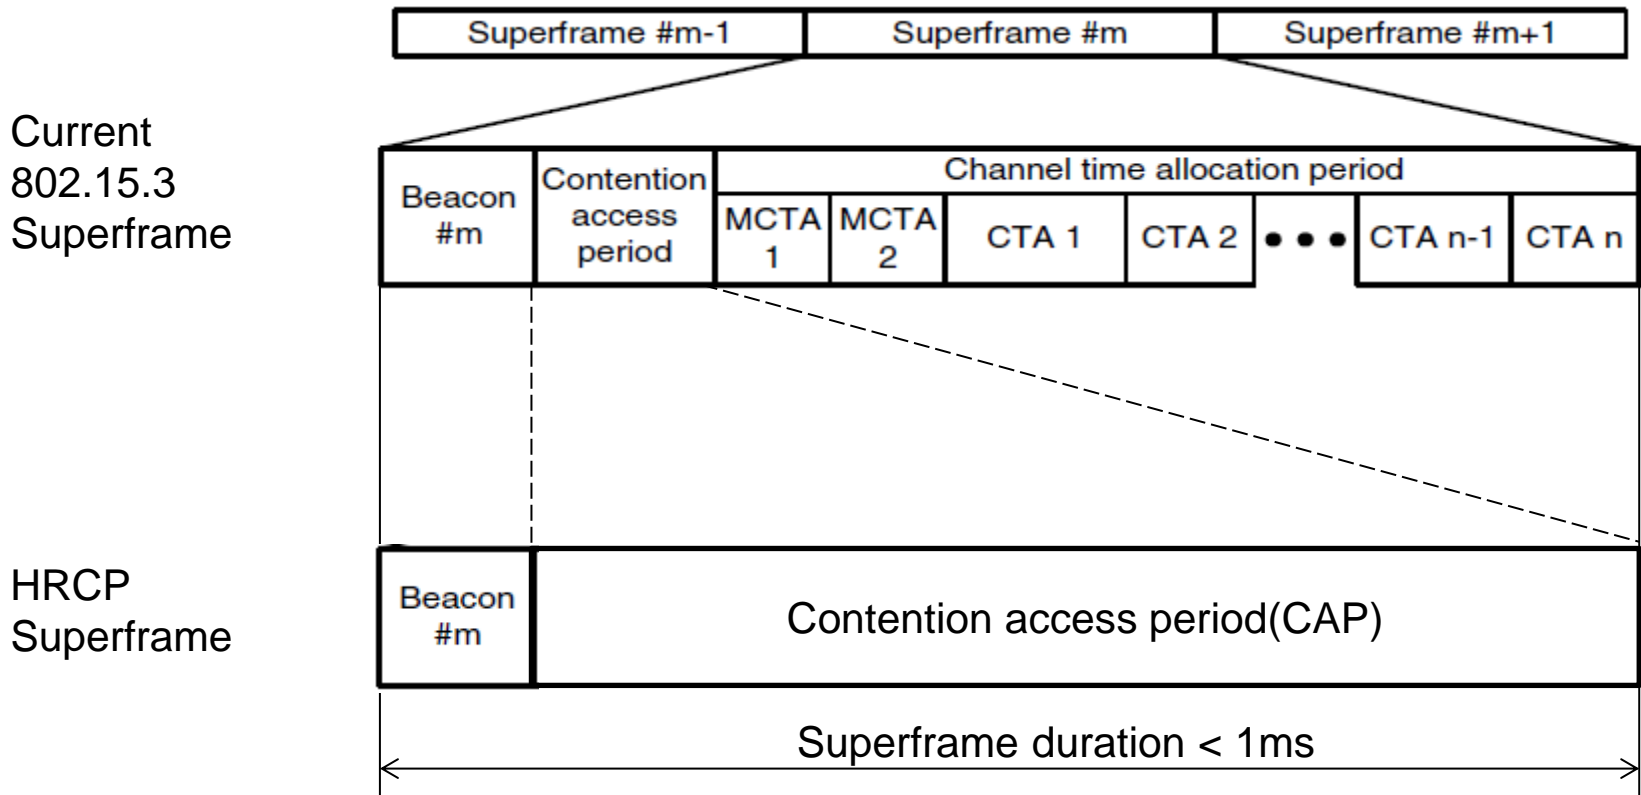 Superframe #m-1
Superframe #m
Superframe #m+1
Current
802.15.3
Superframe
Beacon
#m
Contention
access
period
Channel time allocation period
MCTA
1
MCTA
2
CTA 1
CTA 2
• • •
CTA n-1
CTA n
HRCP
Superframe
Beacon
#m
Contention access period(CAP)
Superframe duration < 1ms